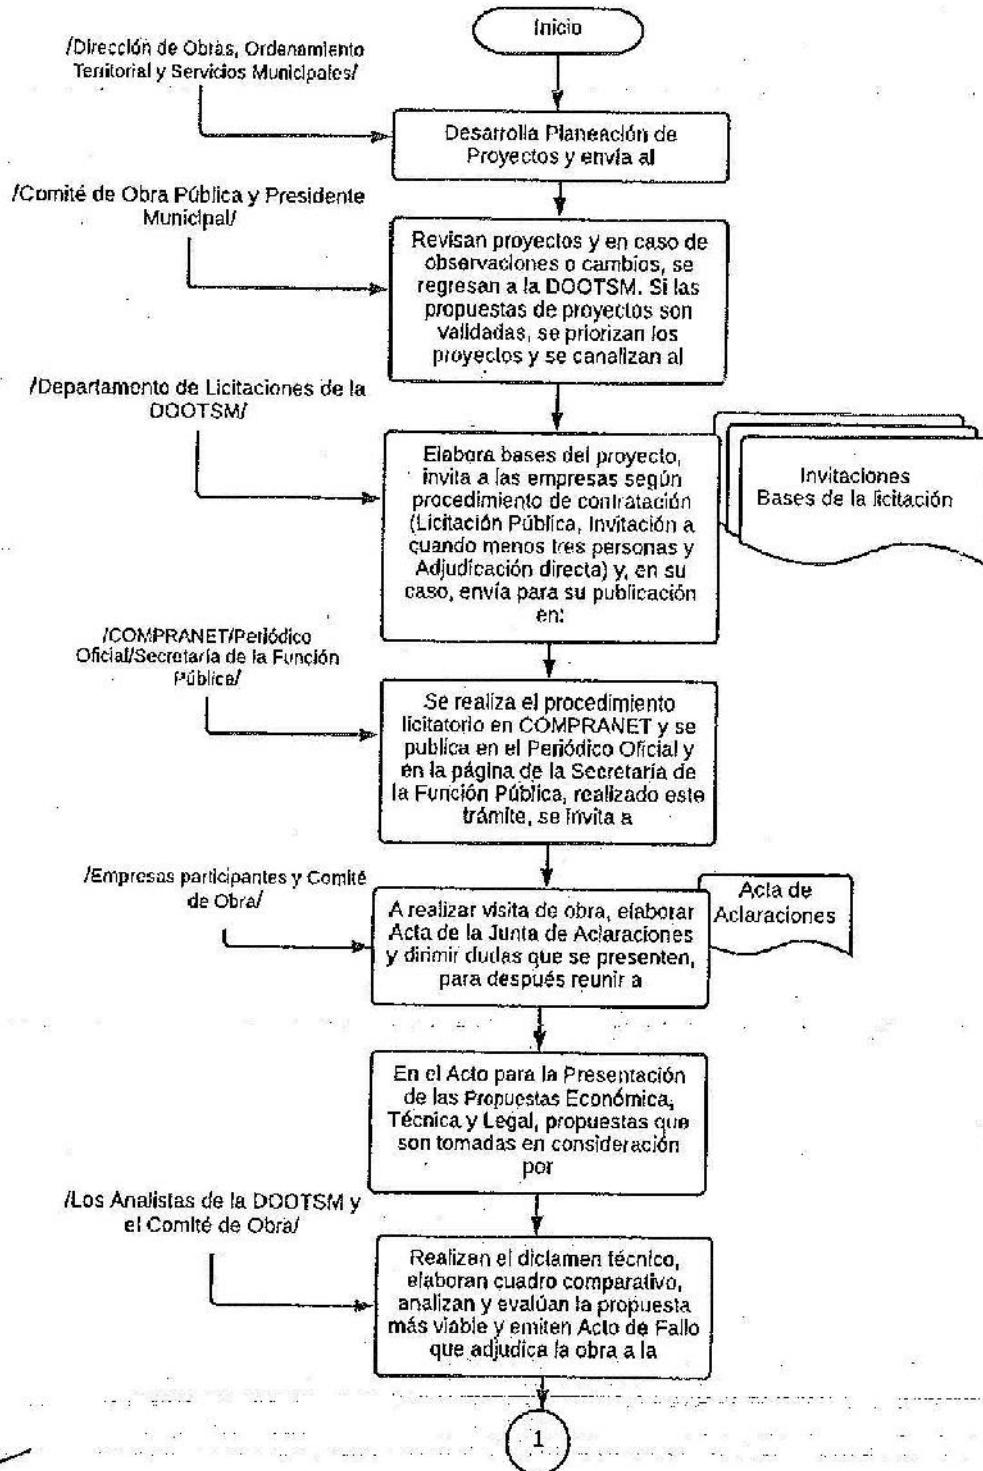 Inicio
/Dirección de Obras, Ordenamiento
Territorial y Servicios Municipales/
Desarrolla Planeación de
Proyectos y envía al
/Comité de Obra Pública y Presidente
Municipal/
Revisan proyectos y en caso de
observaciones o cambios, se
regresan a la DOOTSM. Si las
propuestas de proyectos son
validadas, se priorizan los
proyectos y se canalizan al
/Departamento de Licitaciones de la
DOOTSM/
Elabora bases del proyecto,
invita a las empresas según
procedimiento de contratación
(Licitación Pública, Invitación a
cuando menos tres personas y
Adjudicación directa) y, en su
caso, envía para su publicación
en:
Invitaciones
Bases de la licitación
/COMPRANET/Periódico
Oficial/Secretaría de la Función
Pública/
Se realiza el procedimiento
licitatorio en COMPRANET y se
publica en el Periódico Oficial y
en la página de la Secretaría de
la Función Pública, realizado este
trámite, se invita a
/Empresas participantes y Comité
de Obra/
A realizar visita de obra, elaborar
Acta de la Junta de Aclaraciones
y dirimir dudas que se presenten,
para después reunir a
Acta de
Aclaraciones
En el Acto para la Presentación
de las Propuestas Económica,
Técnica y Legal, propuestas que
son tomadas en consideración
por
/Los Analistas de la DOOTSM y
el Comité de Obra/
Realizan el dictamen técnico,
elaboran cuadro comparativo,
analizan y evalúan la propuesta
más viable y emiten Acto de Fallo
que adjudica la obra a la
1